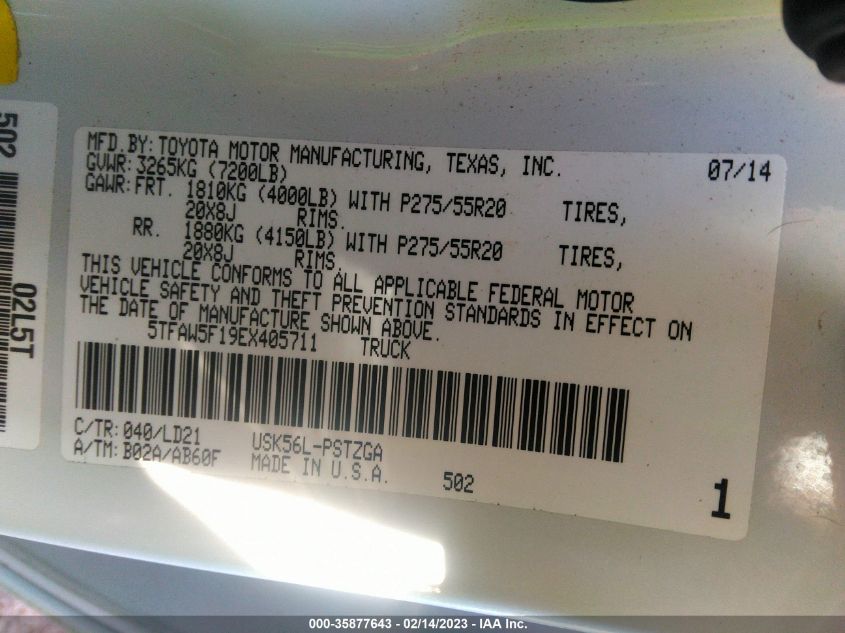 502
02L5T
MFD.BY: TOYOTA MOTOR MANUFACTURING, TEXAS, INC. 07/14
GVWR: 3265KG (7200LB)
GAWR: FRT. 1810KG (4000LB) WITH P275/55R20 TIRES,
20X8J RIMS.
RR. 1880KG (4150LB) WITH P275/55R20 TIRES,
20X8J RIMS.
THIS VEHICLE CONFORMS TO ALL APPLICABLE FEDERAL MOTOR
VEHICLE SAFETY AND THEFT PREVENTION STANDARDS IN EFFECT ON
THE DATE OF MANUFACTURE SHOWN ABOVE.
5TFAW5F19EX405711 TRUCK
C/TR: 040/LD21 USK56L-PSTZGA
A/TM: B02A/AB60F MADE IN U.S.A. 502
1
000-35877643 - 02/14/2023 - IAA Inc.